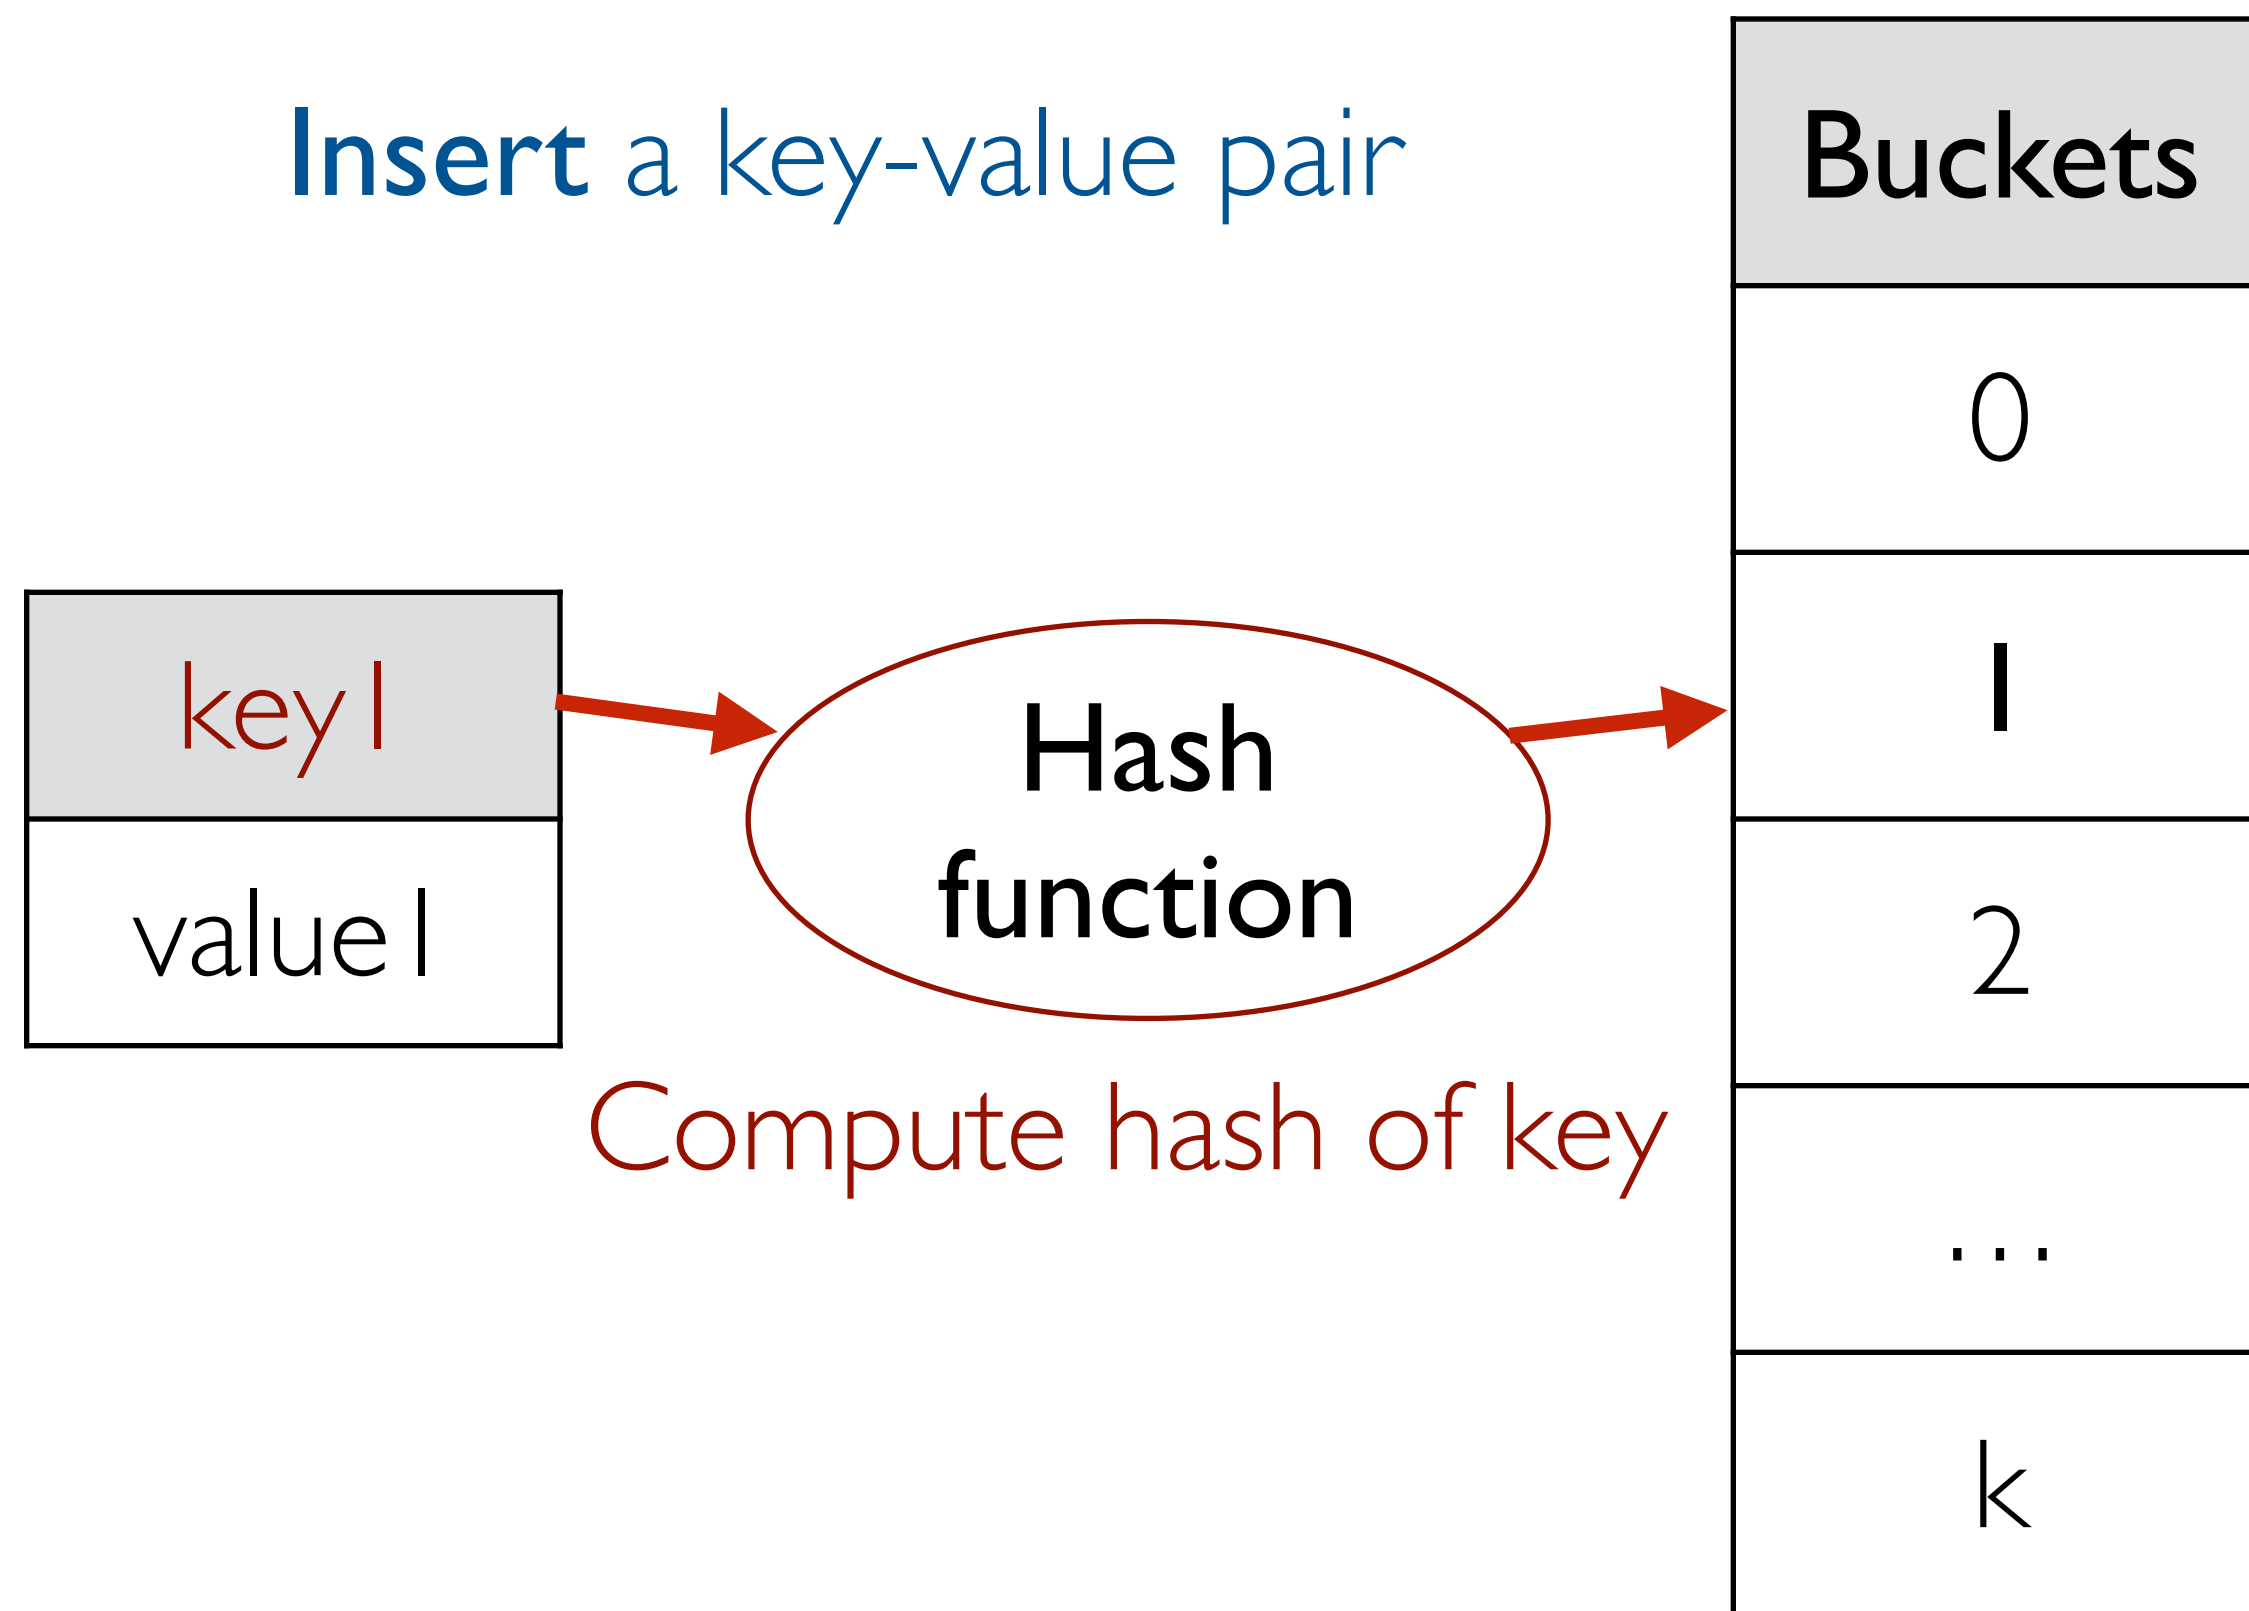 Insert a key-value pair
key1
value1
Hash
function
Compute hash of key
Buckets
0
1
2
...
k